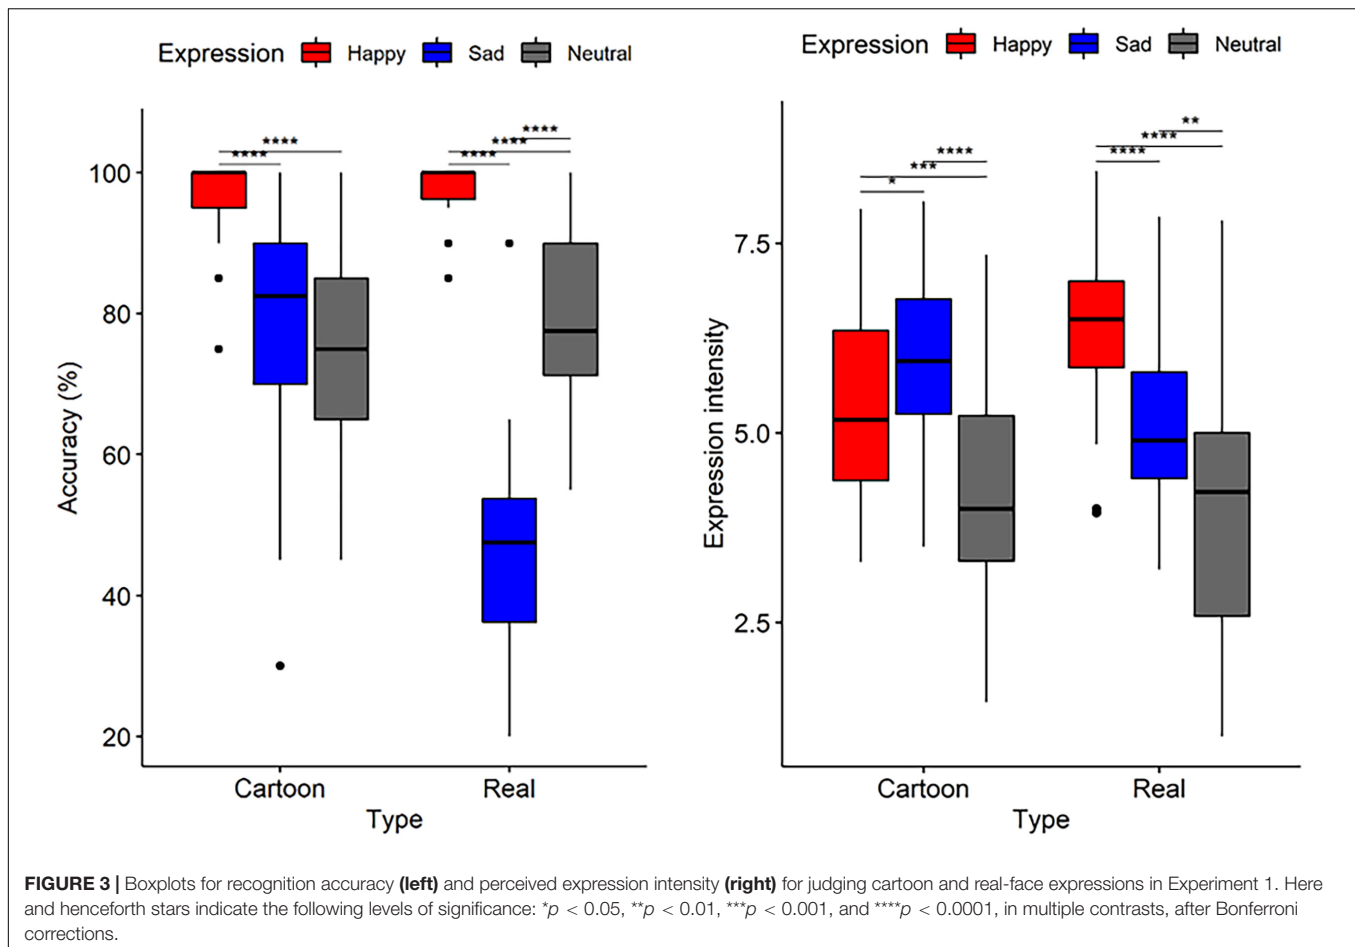 Expression Happy Sad Neutral
**** **** **** **** ****
100
80
60
40
20
Accuracy (%)
Cartoon Real
Type
Expression Happy Sad Neutral
* *** **** **** **** **
7.5
5.0
2.5
Expression intensity
Cartoon Real
Type
FIGURE 3 | Boxplots for recognition accuracy (left) and perceived expression intensity (right) for judging cartoon and real-face expressions in Experiment 1. Here
and henceforth stars indicate the following levels of significance: *p < 0.05, **p < 0.01, ***p < 0.001, and ****p < 0.0001, in multiple contrasts, after Bonferroni
corrections.